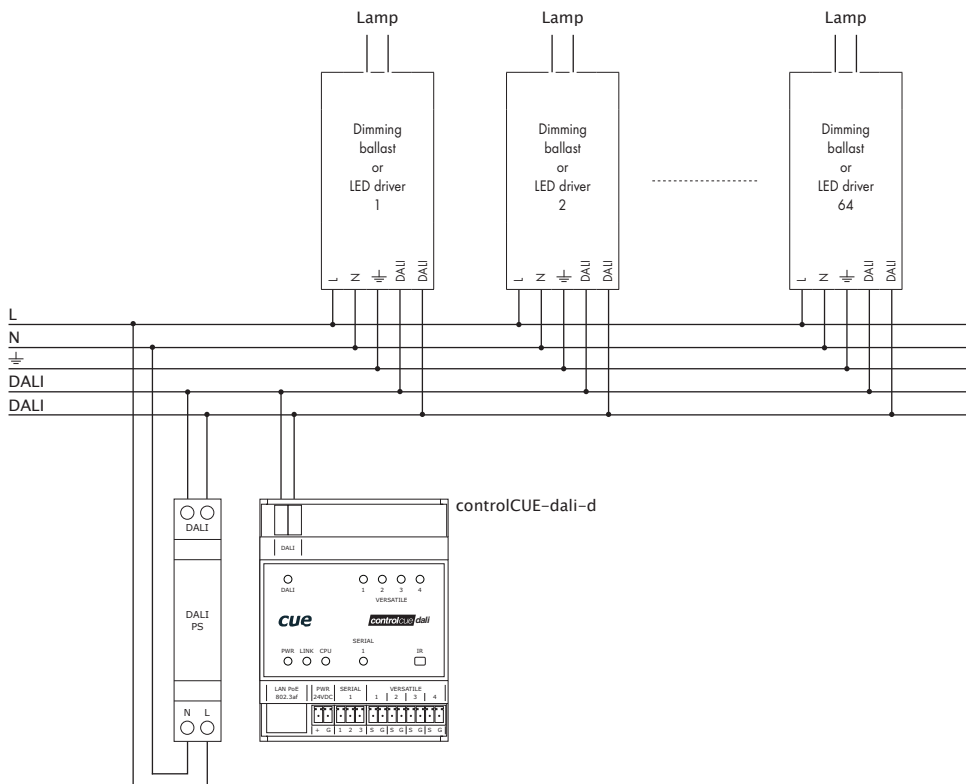 Lamp Lamp Lamp
Dimming Dimming Dimming
ballast ballast ballast
or or or
LED driver LED driver LED driver
1 2 64
L N DALI DALI L N DALI DALI L N DALI DALI
L
N
DALI
DALI
controlCUE-dali-d
DALI
DALI
DALI 1 2 3 4
VERSATILE
DALI
PS
cue controlcue dali
SERIAL
PWR LINK CPU 1 IR
LAN PoE PWR SERIAL VERSATILE
802.3af 24VDC 1 1 2 3 4
N L
+ G 1 2 3 S G S G S G S G